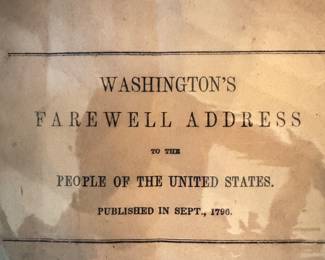 WASHINGTON'S
FAREWELL ADDRESS
TO THE
PEOPLE OF THE UNITED STATES.
PUBLISHED IN SEPT., 1796.